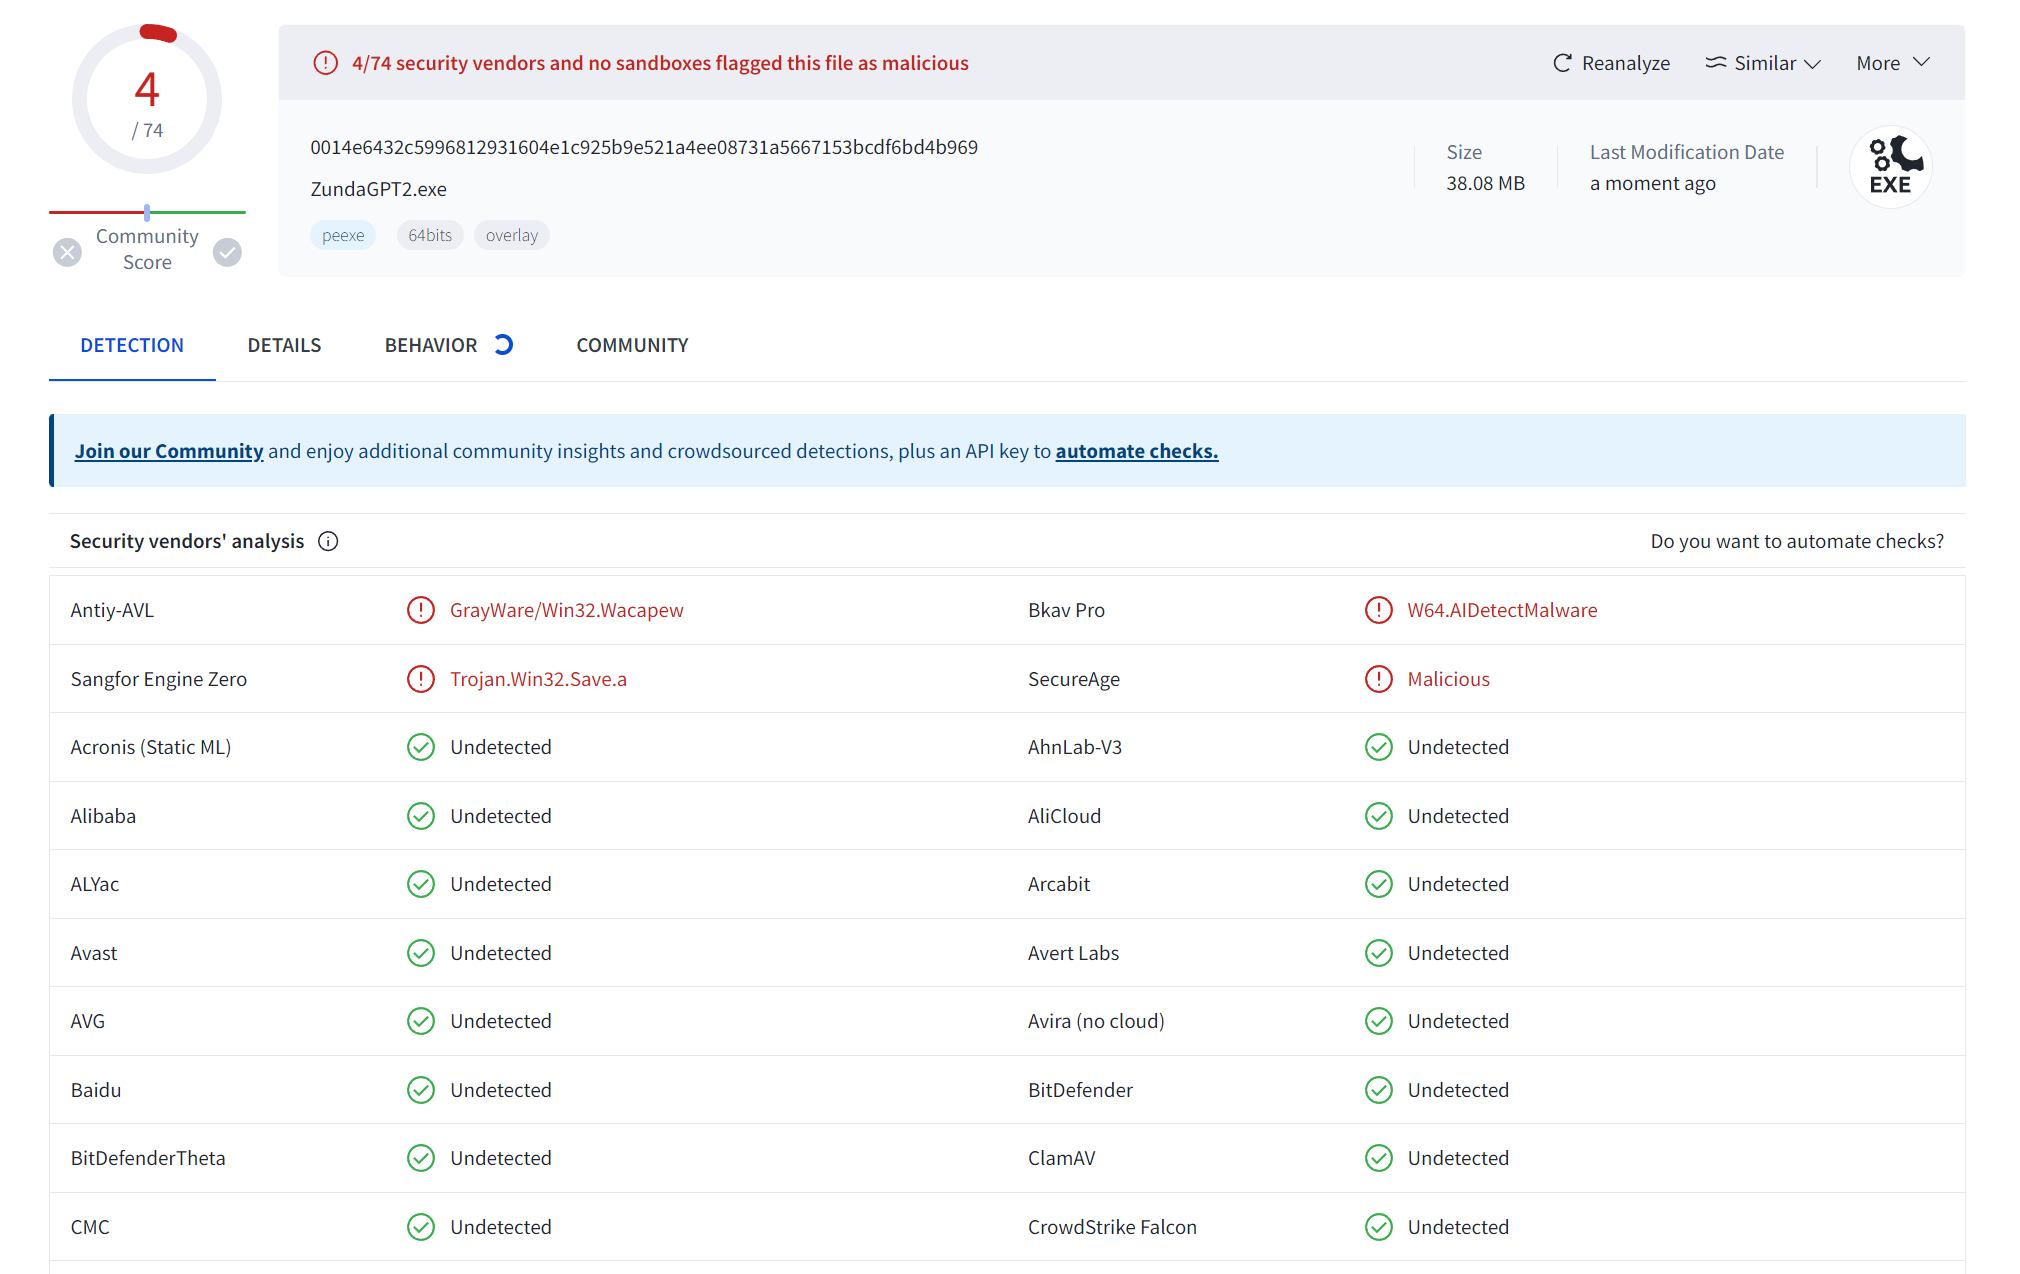 4
/ 74
Community
Score
4/74 security vendors and no sandboxes flagged this file as malicious
Reanalyze
Similar
More
0014e6432c5996812931604e1c925b9e521a4ee08731a5667153bcdf6bd4b969
ZundaGPT2.exe
peexe
64bits
overlay
Size
38.08 MB
Last Modification Date
a moment ago
EXE
DETECTION
DETAILS
BEHAVIOR
COMMUNITY
Join our Community and enjoy additional community insights and crowdsourced detections, plus an API key to automate checks.
Security vendors' analysis
Do you want to automate checks?
Antiy-AVL GrayWare/Win32.Wacapew Bkav Pro W64.AIDetectMalware
Sangfor Engine Zero Trojan.Win32.Save.a SecureAge Malicious
Acronis (Static ML) Undetected AhnLab-V3 Undetected
Alibaba Undetected AliCloud Undetected
ALYac Undetected Arcabit Undetected
Avast Undetected Avert Labs Undetected
AVG Undetected Avira (no cloud) Undetected
Baidu Undetected BitDefender Undetected
BitDefenderTheta Undetected ClamAV Undetected
CMC Undetected CrowdStrike Falcon Undetected